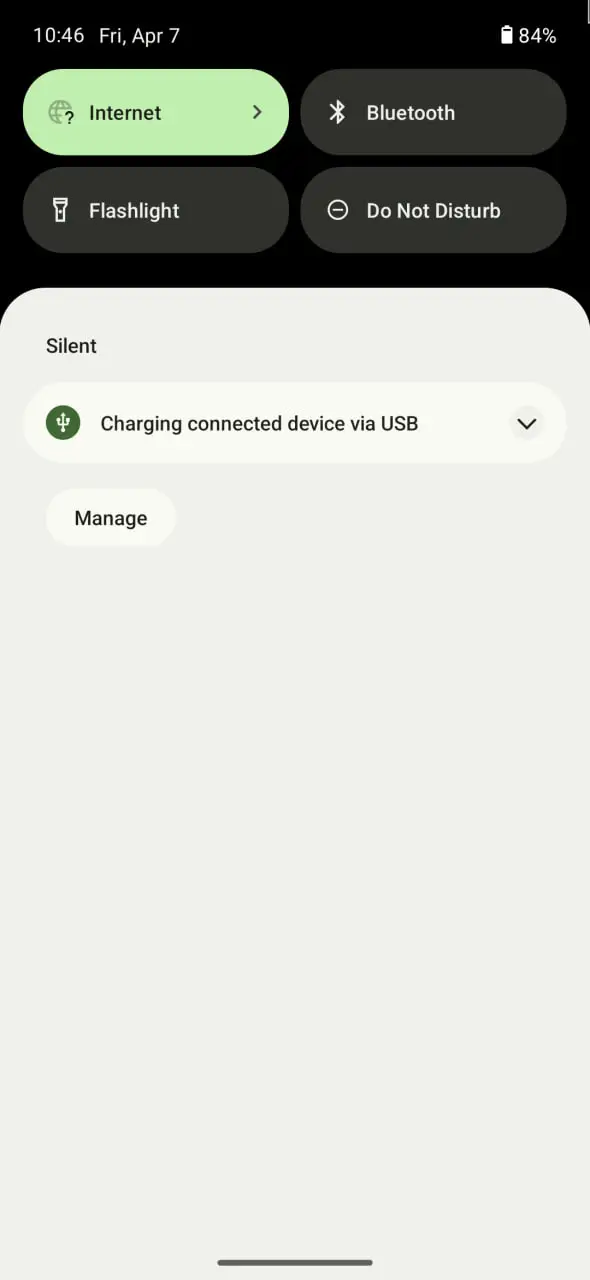 10:46 Fri, Apr 7 84%
Internet Bluetooth
Flashlight Do Not Disturb
Silent
Charging connected device via USB
Manage